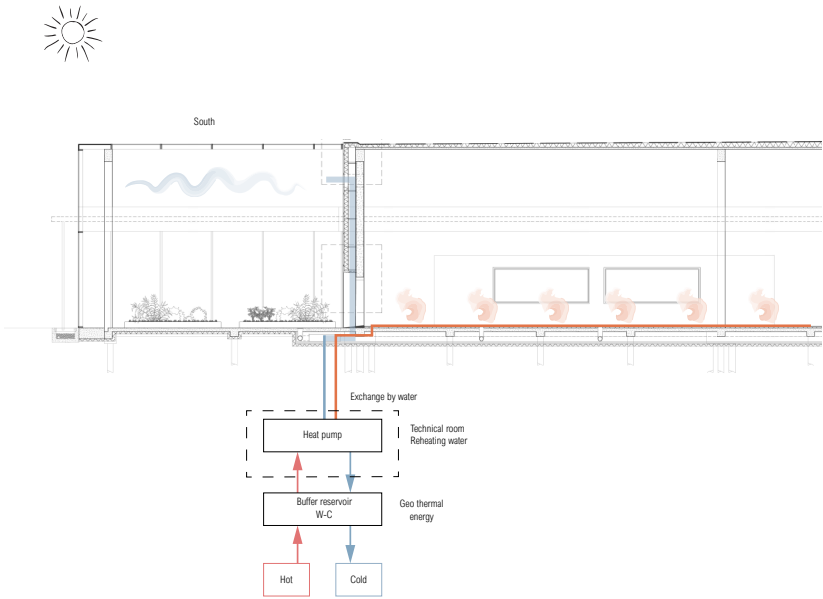 South
Exchange by water
Heat pump
Technical room
Reheating water
Buffer reservoir
W-C
Geo thermal
energy
Hot
Cold